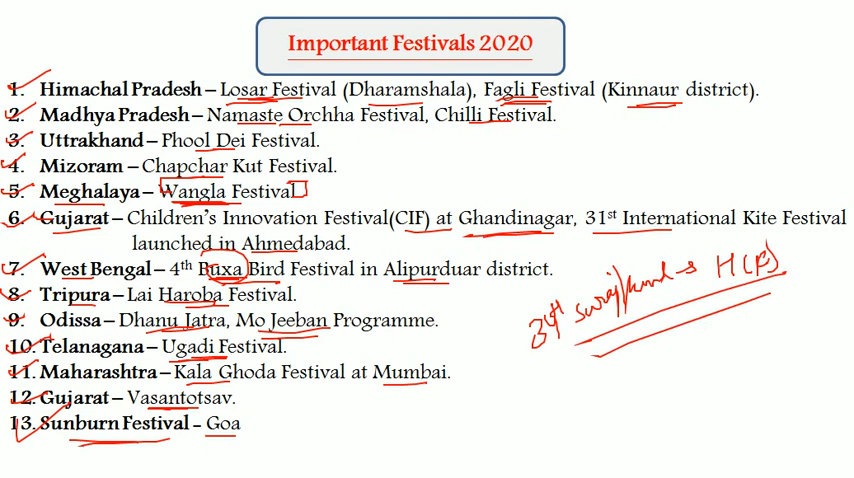 Important Festivals 2020
1. Himachal Pradesh – Losar Festival (Dharamshala), Fagli Festival (Kinnaur district).
2. Madhya Pradesh – Namaste Orchha Festival, Chilli Festival.
3. Uttrakhand – Phool Dei Festival.
4. Mizoram – Chapchar Kut Festival.
5. Meghalaya – Wangla Festival
6. Gujarat – Children's Innovation Festival(CIF) at Ghandinagar, 31st International Kite Festival
launched in Ahmedabad.
7. West Bengal – 4th Buxa Bird Festival in Alipurduar district.
8. Tripura – Lai Haroba Festival.
9. Odissa – Dhanu Jatra, Mo Jeeban Programme.
10. Telanagana – Ugadi Festival.
11. Maharashtra – Kala Ghoda Festival at Mumbai.
12. Gujarat – Vasantotsav.
13. Sunburn Festival – Goa
34th Surajkund → H(P)